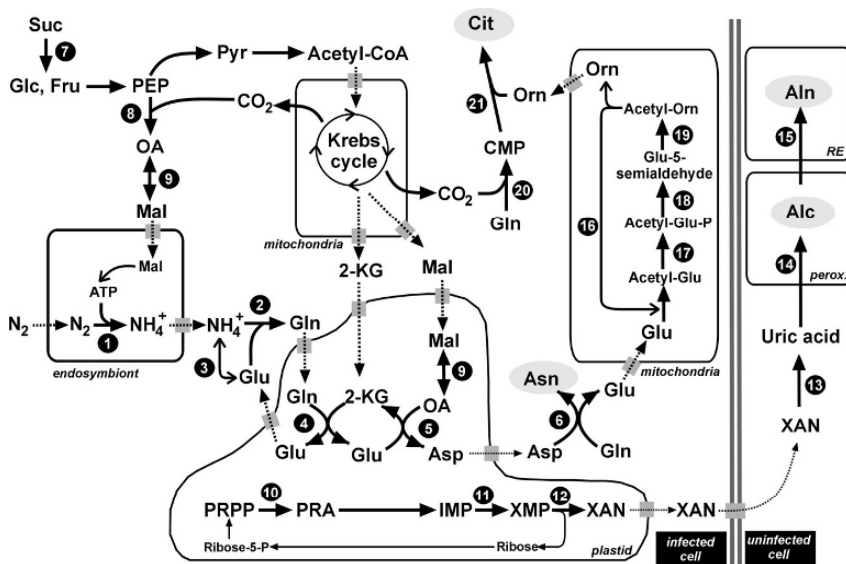 Suc
7
Glc, Fru
PEP
Pyr
Acetyl-CoA
8
CO2
OA
9
Mal
Krebs
cycle
mitochondria
CO2
Cit
21
Orn
CMP
20
Gln
Orn
Acetyl-Orn
19
Glu-5-
semialdehyde
18
16
Acetyl-Glu-P
17
Acetyl-Glu
Glu
mitochondria
Aln
15
RE
Alc
14
perox.
Uric acid
13
XAN
Mal
ATP
N2
N2
1
NH4+
endosymbiont
NH4+
2
Gln
3
Glu
2-KG
Mal
Mal
9
Gln
2-KG
OA
4
5
Glu
Glu
Asp
Asn
Glu
6
Asp
Gln
PRPP
10
PRA
IMP
11
XMP
12
XAN
XAN
Ribose-5-P
Ribose
plastid
infected
cell
uninfected
cell